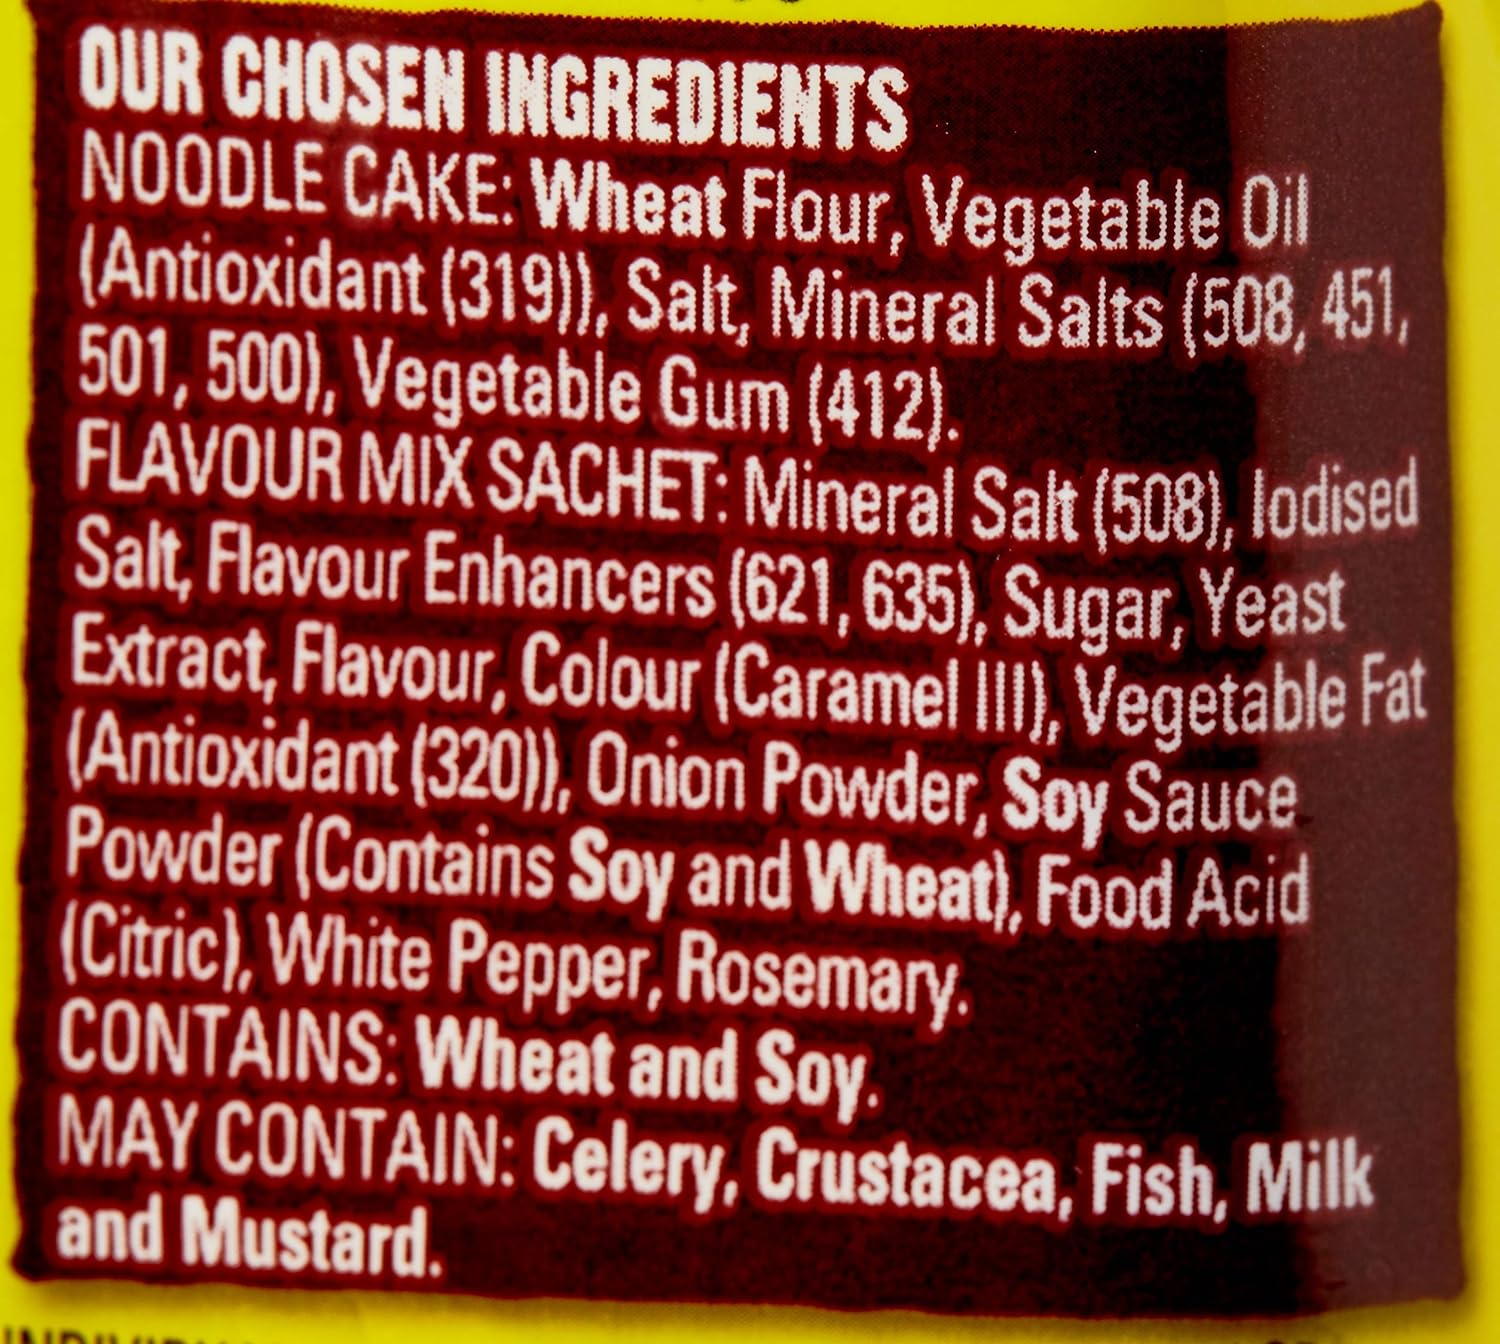 OUR CHOSEN INGREDIENTS
NOODLE CAKE: Wheat Flour, Vegetable Oil
(Antioxidant (319)), Salt, Mineral Salts (508, 451,
501, 500), Vegetable Gum (412).
FLAVOUR MIX SACHET: Mineral Salt (508), Iodised
Salt, Flavour Enhancers (621, 635), Sugar, Yeast
Extract, Flavour, Colour (Caramel III), Vegetable Fat
(Antioxidant (320)), Onion Powder, Soy Sauce
Powder (Contains Soy and Wheat), Food Acid
(Citric), White Pepper, Rosemary.
CONTAINS: Wheat and Soy.
MAY CONTAIN: Celery, Crustacea, Fish, Milk
and Mustard.